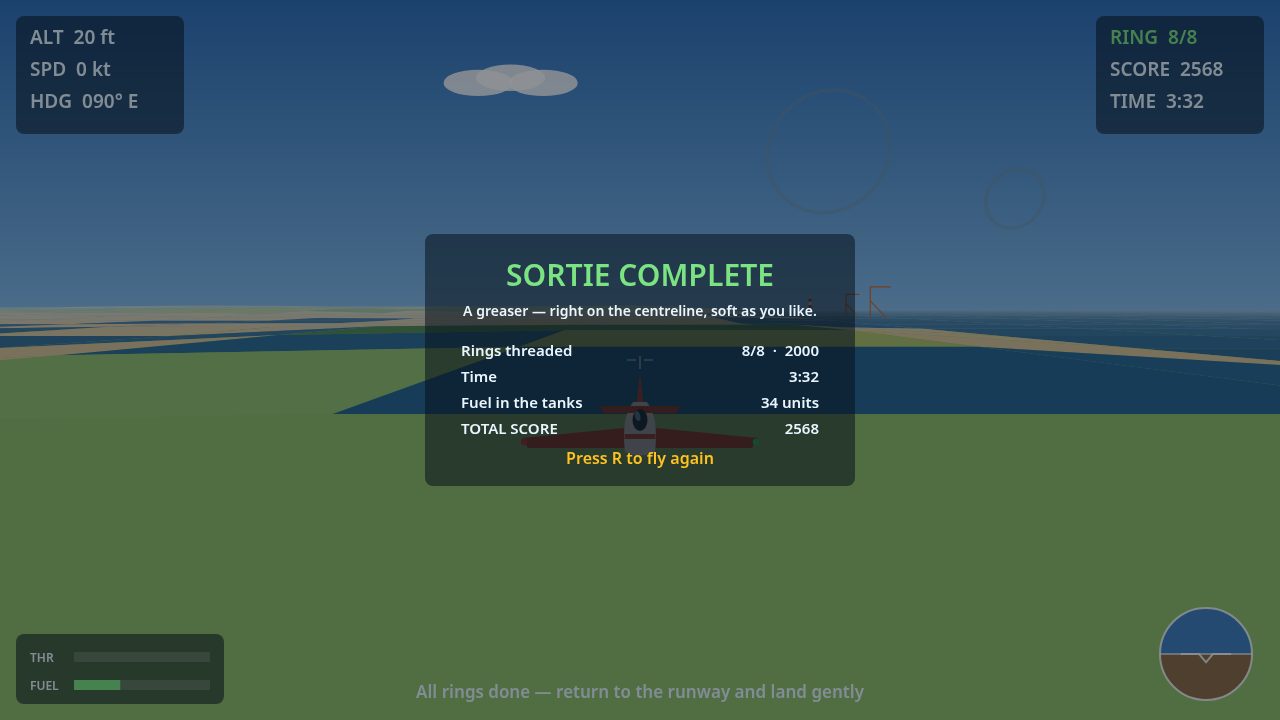 ALT 20 ft
SPD 0 kt
HDG 090° E
RING 8/8
SCORE 2568
TIME 3:32
SORTIE COMPLETE
A greaser — right on the centreline, soft as you like.
Rings threaded 8/8 · 2000
Time 3:32
Fuel in the tanks 34 units
TOTAL SCORE 2568
Press R to fly again
THR
FUEL
All rings done — return to the runway and land gently